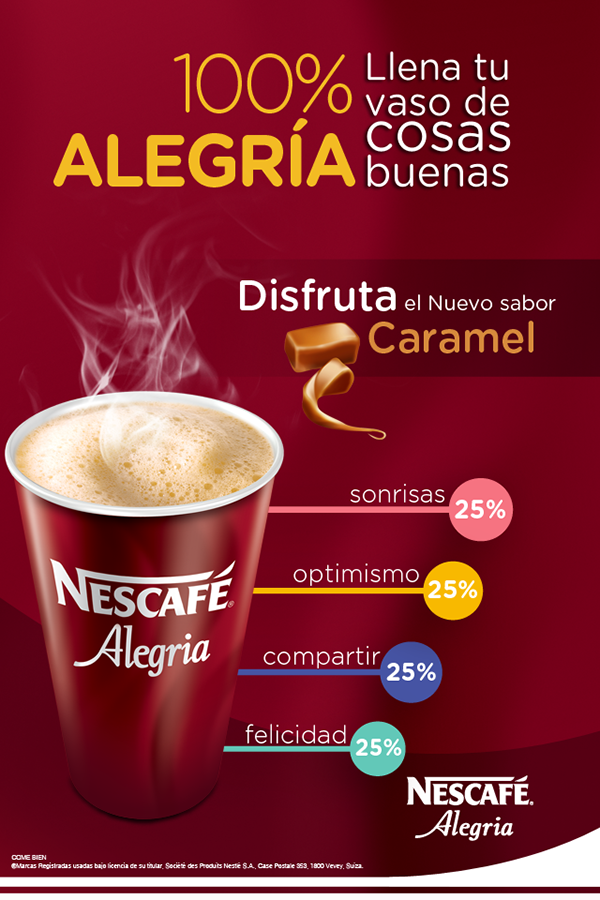 100%
ALEGRÍA
Llena tu
vaso de
cosas
buenas
Disfruta el Nuevo sabor
Caramel
sonrisas 25%
optimismo 25%
compartir 25%
felicidad 25%
NESCAFÉ®
Alegria
NESCAFÉ®
Alegria
COME BIEN
®Marcas Registradas usadas bajo licencia de su titular, Société des Produits Nestlé S.A., Case Postale 353, 1800 Vevey, Suiza.